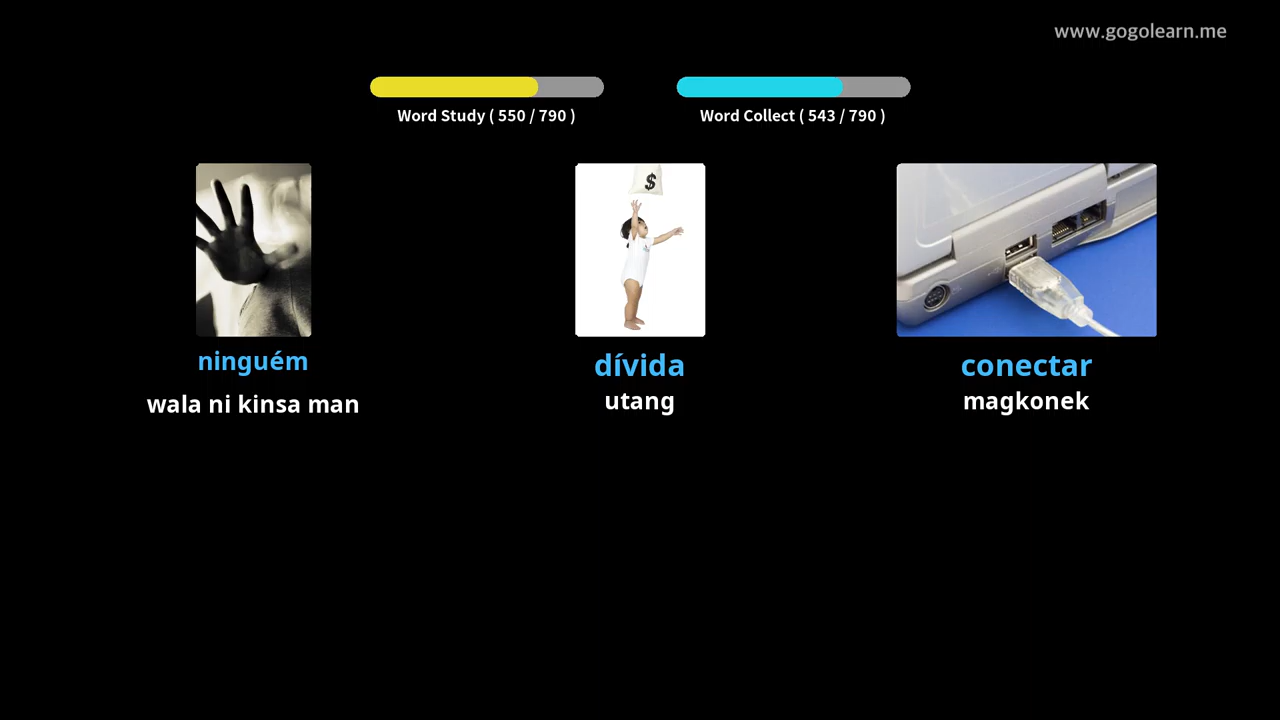 www.gogolearn.me
Word Study ( 550 / 790 )
Word Collect ( 543 / 790 )
$
ninguém
wala ni kinsa man
dívida
utang
conectar
magkonek